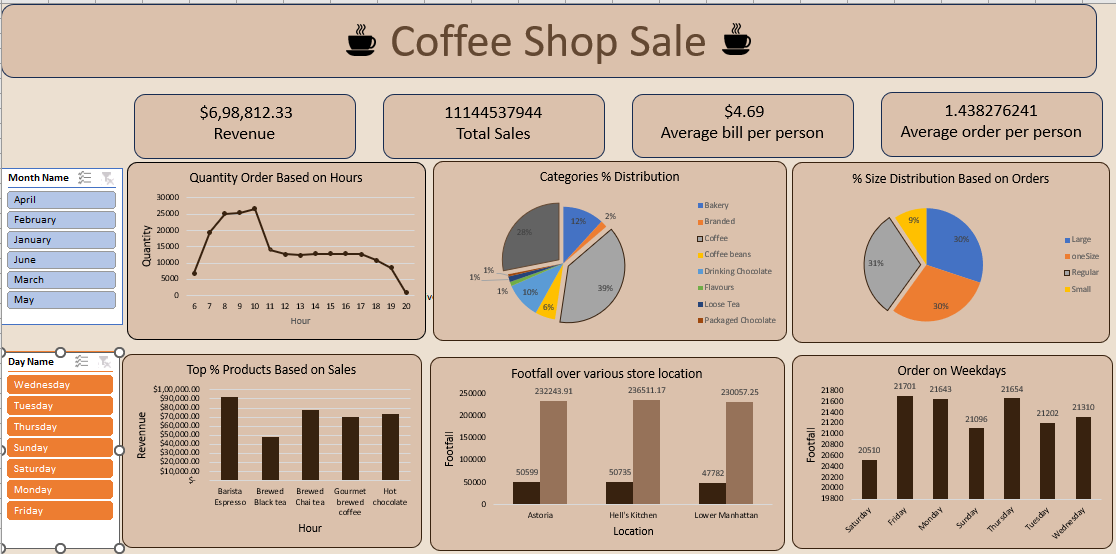 Coffee Shop Sale
$6,98,812.33
Revenue
11144537944
Total Sales
$4.69
Average bill per person
1.438276241
Average order per person
Month Name
April
February
January
June
March
May
Quantity Order Based on Hours
Quantity
30000
25000
20000
15000
10000
5000
0
6 7 8 9 10 11 12 13 14 15 16 17 18 19 20
Hour
Categories % Distribution
12%
2%
39%
6%
10%
1%
1%
1%
28%
Bakery
Branded
Coffee
Coffee beans
Drinking Chocolate
Flavours
Loose Tea
Packaged Chocolate
% Size Distribution Based on Orders
30%
30%
31%
9%
Large
oneSize
Regular
Small
Day Name
Wednesday
Tuesday
Thursday
Sunday
Saturday
Monday
Friday
Top % Products Based on Sales
Revennue
$1,00,000.00
$90,000.00
$80,000.00
$70,000.00
$60,000.00
$50,000.00
$40,000.00
$30,000.00
$20,000.00
$10,000.00
$-
Barista Espresso
Brewed Black tea
Brewed Chai tea
Gourmet brewed coffee
Hot chocolate
Hour
Footfall over various store location
Footfall
250000
200000
150000
100000
50000
0
232243.91
236511.17
230057.25
50599
50735
47782
Astoria
Hell's Kitchen
Lower Manhattan
Location
Order on Weekdays
Footfall
21800
21600
21400
21200
21000
20800
20600
20400
20200
20000
19800
20510
21701
21643
21096
21654
21202
21310
Saturday
Friday
Monday
Sunday
Thursday
Tuesday
Wednesday